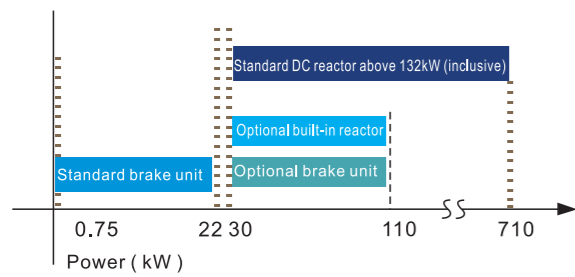 Standard DC reactor above 132kW (inclusive)
Optional built-in reactor
Standard brake unit
Optional brake unit
0.75
22
30
110
710
Power ( kW )